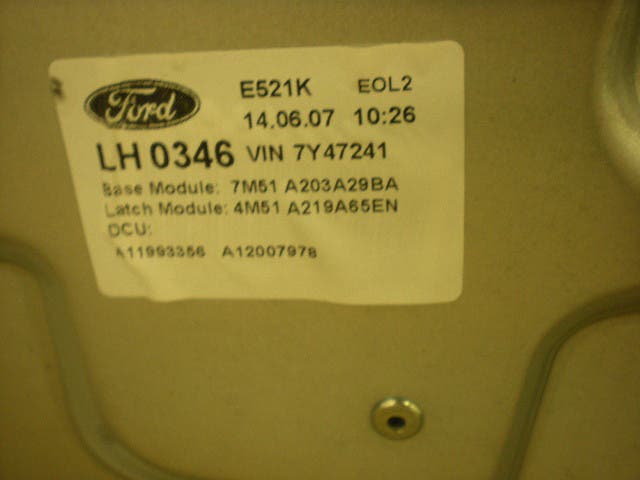 Ford E521K EOL2
14.06.07 10:26
LH 0346 VIN 7Y47241
Base Module: 7M51 A203A29BA
Latch Module: 4M51 A219A65EN
DCU:
A11993356 A12007978